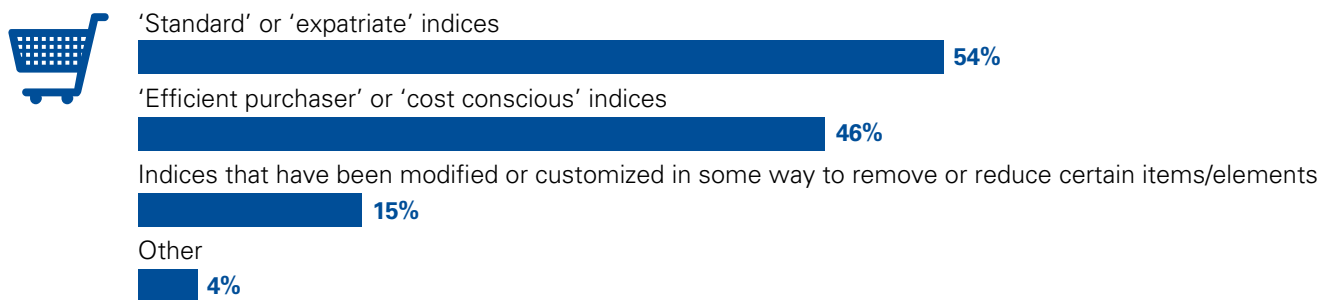 ‘Standard’ or ‘expatriate’ indices
54%
‘Efficient purchaser’ or ‘cost conscious’ indices
46%
Indices that have been modified or customized in some way to remove or reduce certain items/elements
15%
Other
4%